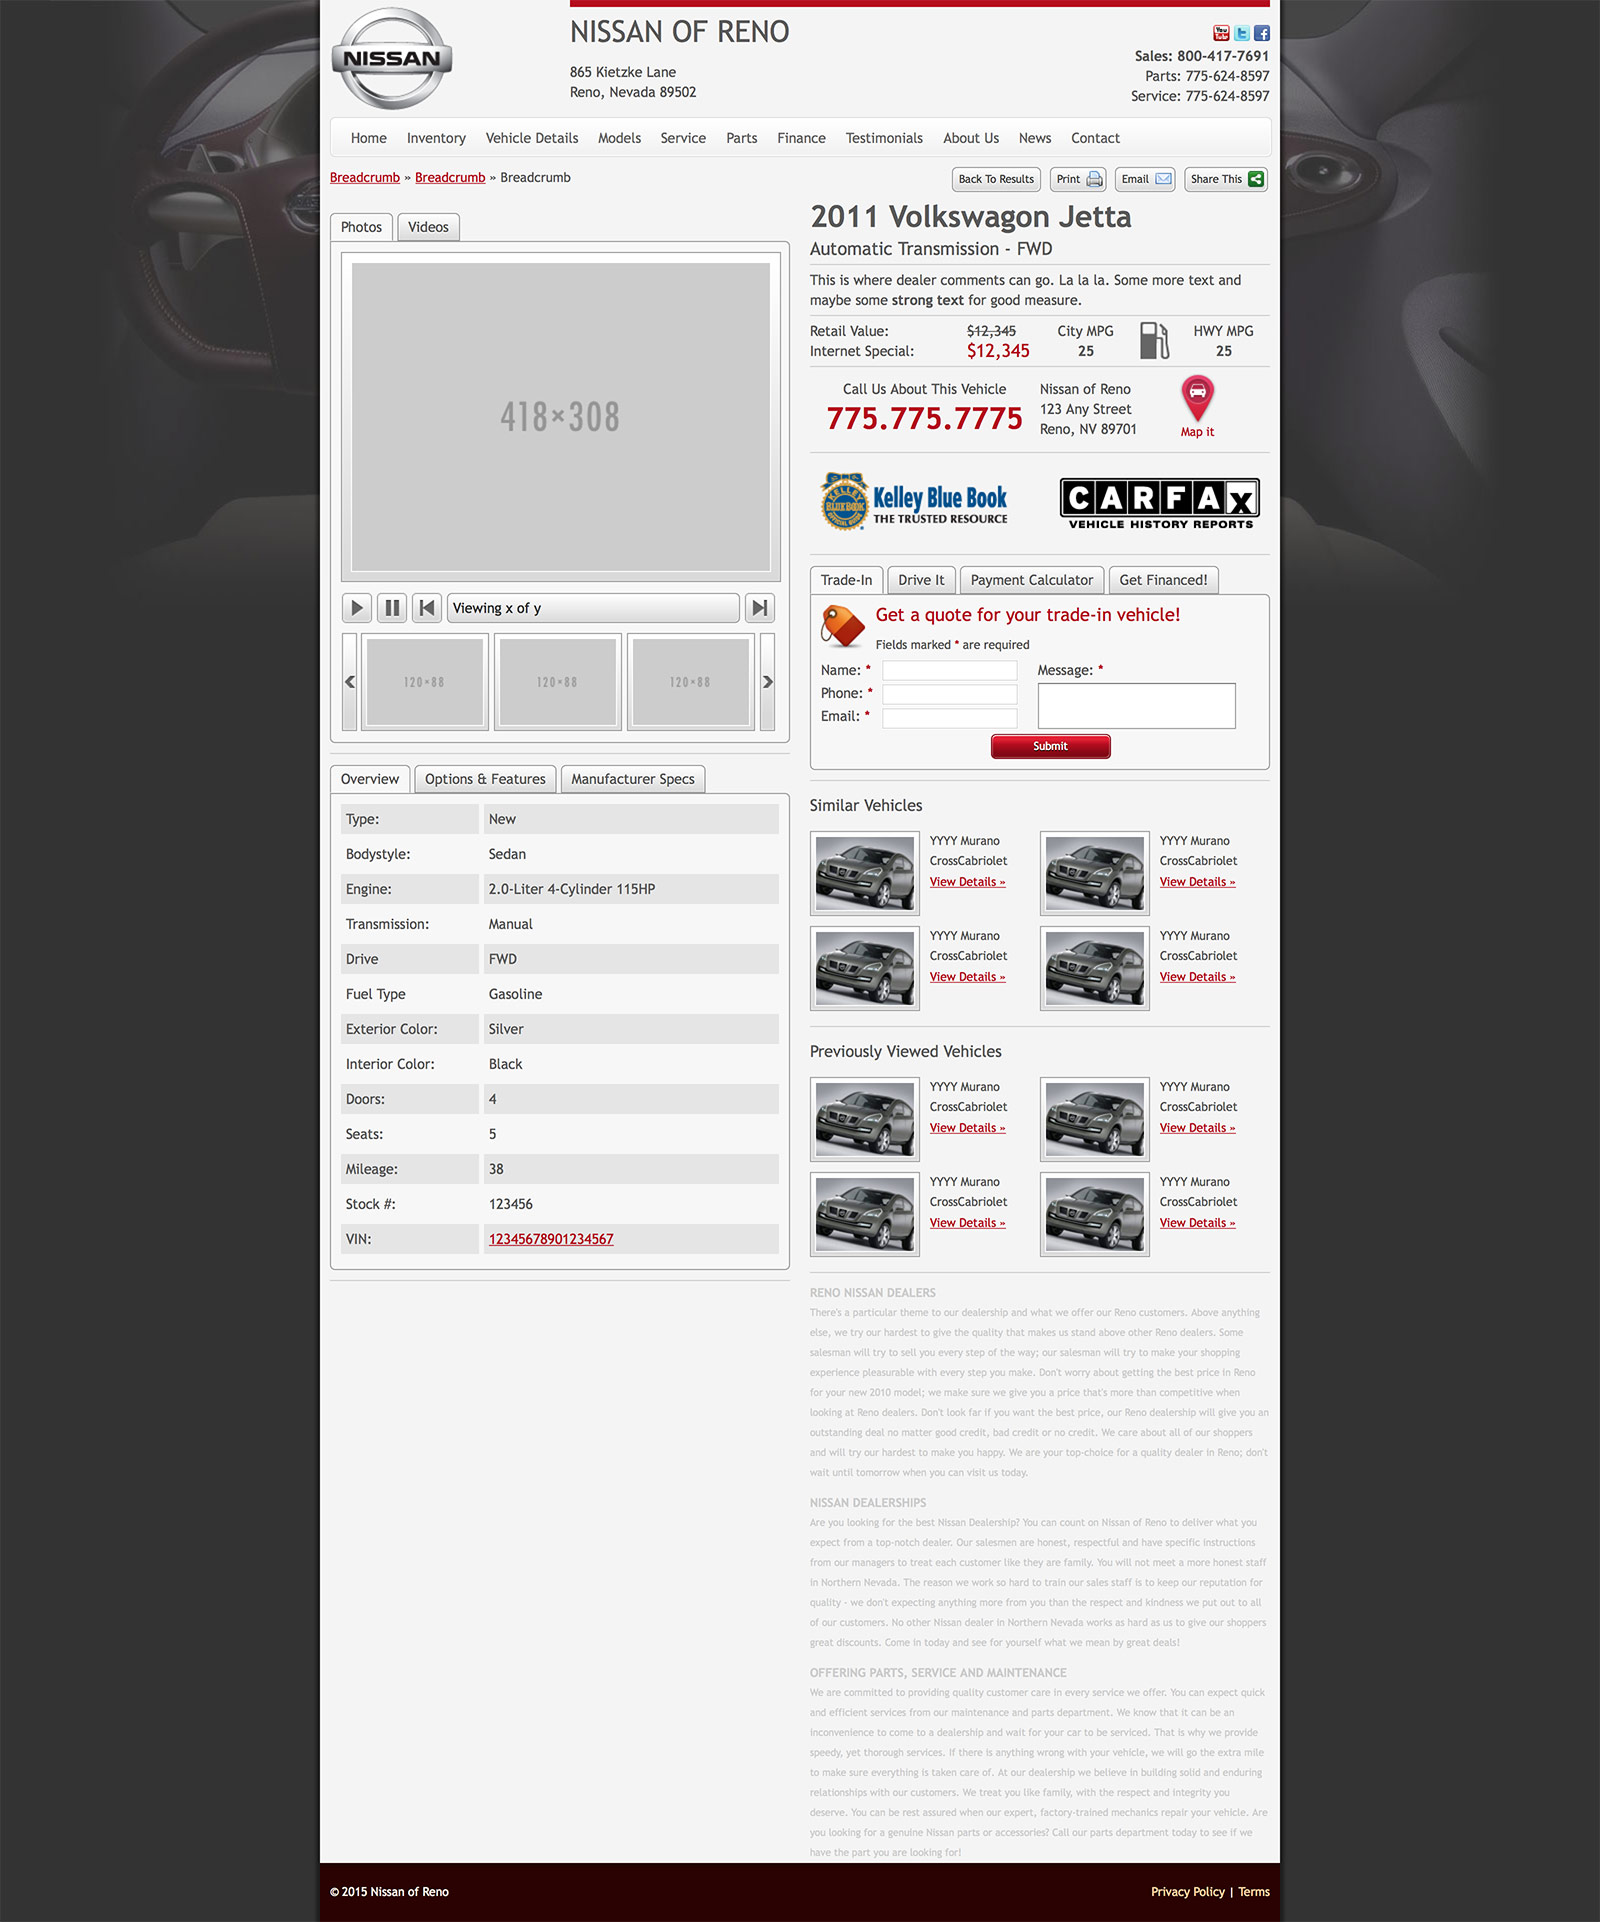 NISSAN
NISSAN OF RENO
865 Kietzke Lane
Reno, Nevada 89502
You Tube
Sales: 800-417-7691
Parts: 775-624-8597
Service: 775-624-8597
Home Inventory Vehicle Details Models Service Parts Finance Testimonials About Us News Contact
Breadcrumb » Breadcrumb » Breadcrumb
Back To Results Print Email Share This
Photos Videos
418×308
Viewing x of y
120×88 120×88 120×88
Overview Options & Features Manufacturer Specs
Type: New
Bodystyle: Sedan
Engine: 2.0-Liter 4-Cylinder 115HP
Transmission: Manual
Drive FWD
Fuel Type Gasoline
Exterior Color: Silver
Interior Color: Black
Doors: 4
Seats: 5
Mileage: 38
Stock #: 123456
VIN: 12345678901234567
2011 Volkswagon Jetta
Automatic Transmission - FWD
This is where dealer comments can go. La la la. Some more text and
maybe some strong text for good measure.
Retail Value: $12,345 City MPG HWY MPG
Internet Special: $12,345 25 25
Call Us About This Vehicle
775.775.7775
Nissan of Reno
123 Any Street
Reno, NV 89701
Map it
KELLEY
BLUE BOOK
OFFICIAL GUIDE
Kelley Blue Book
THE TRUSTED RESOURCE
CARFAX
VEHICLE HISTORY REPORTS
Trade-In Drive It Payment Calculator Get Financed!
Get a quote for your trade-in vehicle!
Fields marked * are required
Name: * Message: *
Phone: *
Email: *
Submit
Similar Vehicles
YYYY Murano YYYY Murano
CrossCabriolet CrossCabriolet
View Details » View Details »
YYYY Murano YYYY Murano
CrossCabriolet CrossCabriolet
View Details » View Details »
Previously Viewed Vehicles
YYYY Murano YYYY Murano
CrossCabriolet CrossCabriolet
View Details » View Details »
YYYY Murano YYYY Murano
CrossCabriolet CrossCabriolet
View Details » View Details »
RENO NISSAN DEALERS
There's a particular theme to our dealership and what we offer our Reno customers. Above anything
else, we try our hardest to give the quality that makes us stand above other Reno dealers. Some
salesman will try to sell you every step of the way; our salesman will try to make your shopping
experience pleasurable with every step you make. Don't worry about getting the best price in Reno
for your new 2010 model; we make sure we give you a price that's more than competitive when
looking at Reno dealers. Don't look far if you want the best price, our Reno dealership will give you an
outstanding deal no matter good credit, bad credit or no credit. We care about all of our shoppers
and will try our hardest to make you happy. We are your top-choice for a quality dealer in Reno; don't
wait until tomorrow when you can visit us today.
NISSAN DEALERSHIPS
Are you looking for the best Nissan Dealership? You can count on Nissan of Reno to deliver what you
expect from a top-notch dealer. Our salesmen are honest, respectful and have specific instructions
from our managers to treat each customer like they are family. You will not meet a more honest staff
in Northern Nevada. The reason we work so hard to train our sales staff is to keep our reputation for
quality - we don't expecting anything more from you than the respect and kindness we put out to all
of our customers. No other Nissan dealer in Northern Nevada works as hard as us to give our shoppers
great discounts. Come in today and see for yourself what we mean by great deals!
OFFERING PARTS, SERVICE AND MAINTENANCE
We are committed to providing quality customer care in every service we offer. You can expect quick
and efficient services from our maintenance and parts department. We know that it can be an
inconvenience to come to a dealership and wait for your car to be serviced. That is why we provide
speedy, yet thorough services. If there is anything wrong with your vehicle, we will go the extra mile
to make sure everything is taken care of. At our dealership we believe in building solid and enduring
relationships with our customers. We treat you like family, with the respect and integrity you
deserve. You can be rest assured when our expert, factory-trained mechanics repair your vehicle. Are
you looking for a genuine Nissan parts or accessories? Call our parts department today to see if we
have the part you are looking for!
© 2015 Nissan of Reno
Privacy Policy | Terms